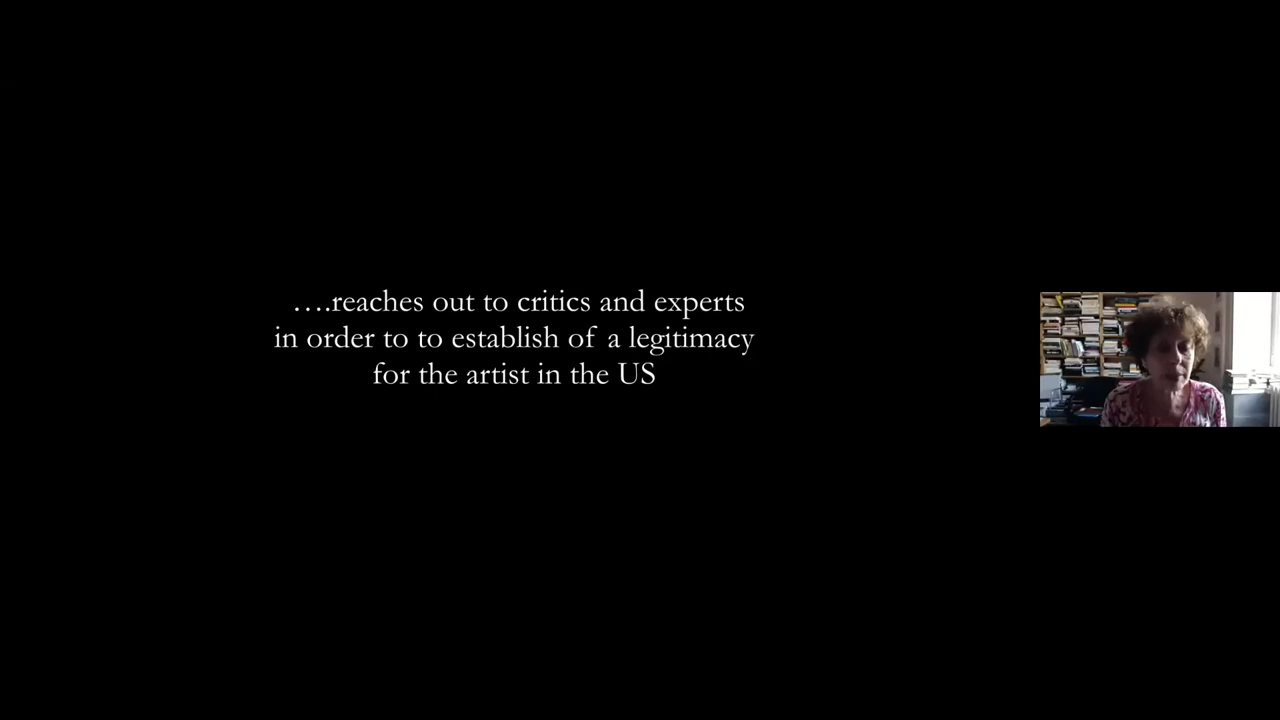 ….reaches out to critics and experts
in order to to establish of a legitimacy
for the artist in the US